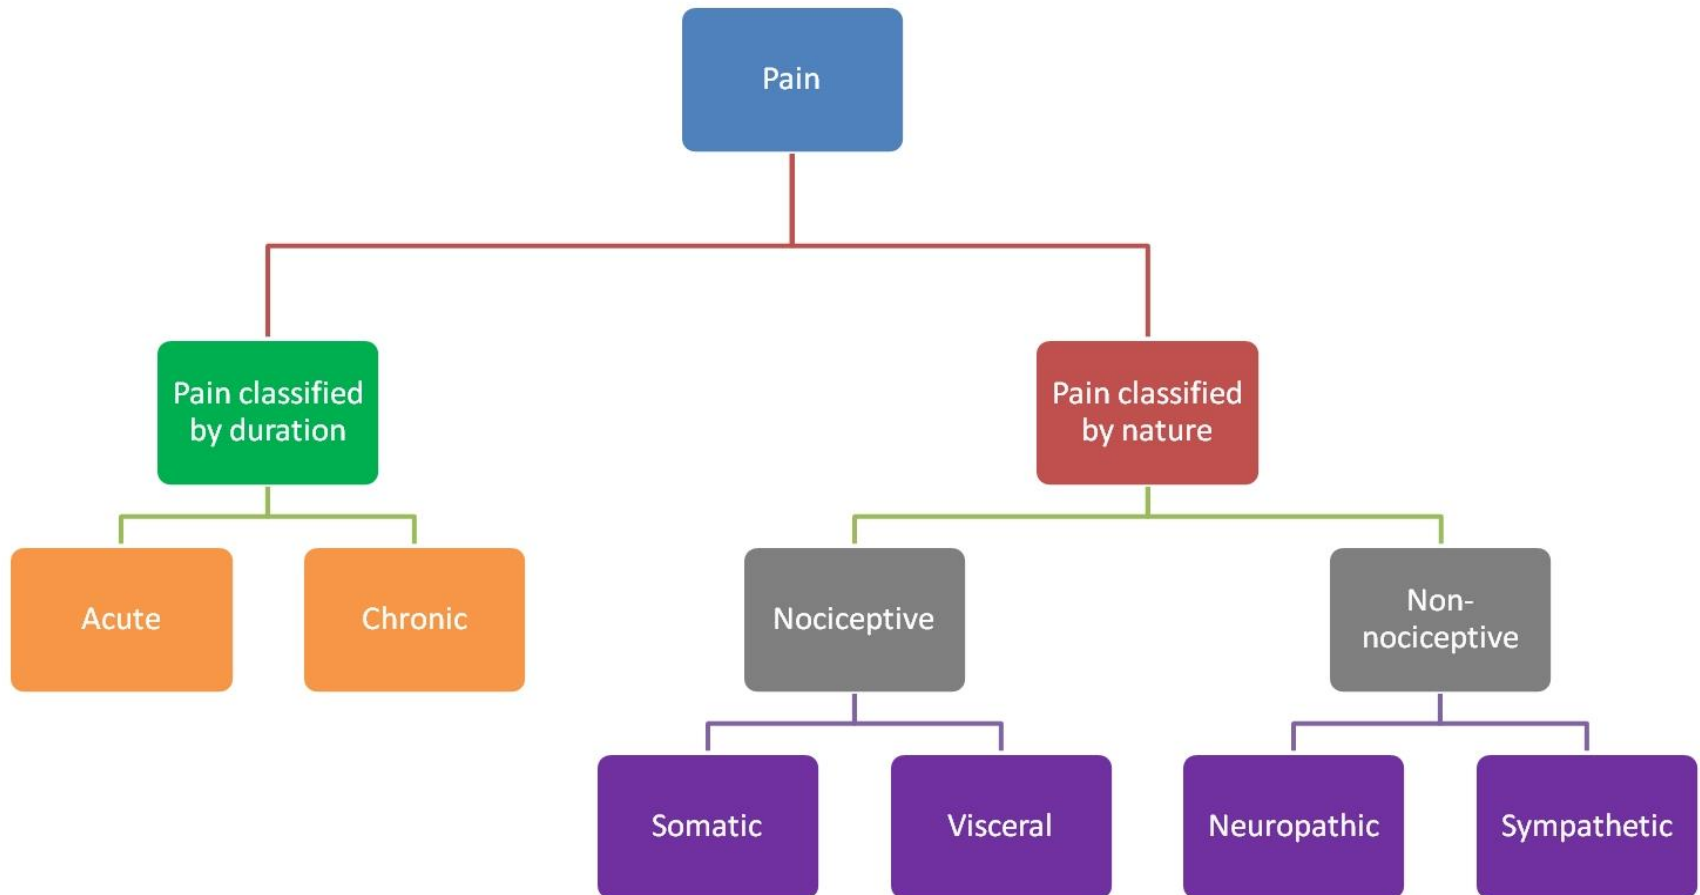 Pain
Pain classified
by duration
Pain classified
by nature
Acute
Chronic
Nociceptive
Non-
nociceptive
Somatic
Visceral
Neuropathic
Sympathetic